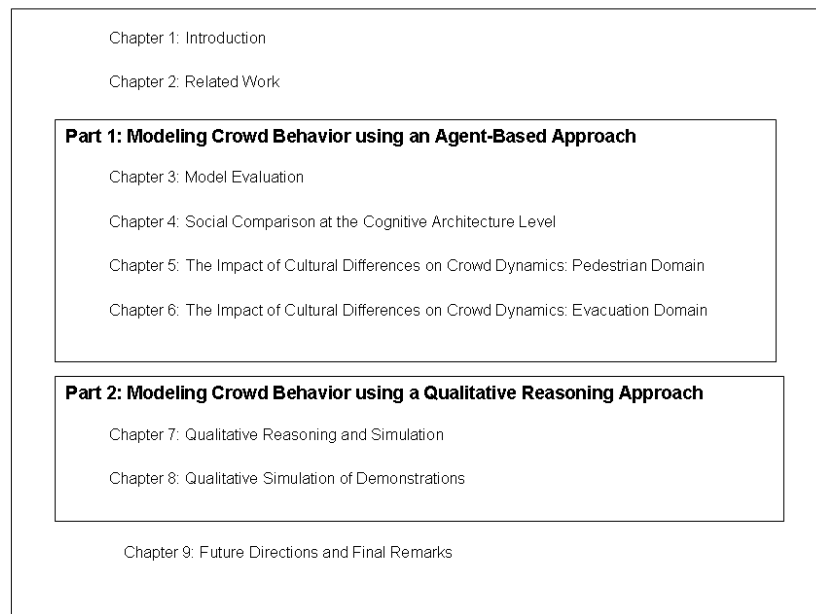 Chapter 1: Introduction
Chapter 2: Related Work
Part 1: Modeling Crowd Behavior using an Agent-Based Approach
Chapter 3: Model Evaluation
Chapter 4: Social Comparison at the Cognitive Architecture Level
Chapter 5: The Impact of Cultural Differences on Crowd Dynamics: Pedestrian Domain
Chapter 6: The Impact of Cultural Differences on Crowd Dynamics: Evacuation Domain
Part 2: Modeling Crowd Behavior using a Qualitative Reasoning Approach
Chapter 7: Qualitative Reasoning and Simulation
Chapter 8: Qualitative Simulation of Demonstrations
Chapter 9: Future Directions and Final Remarks